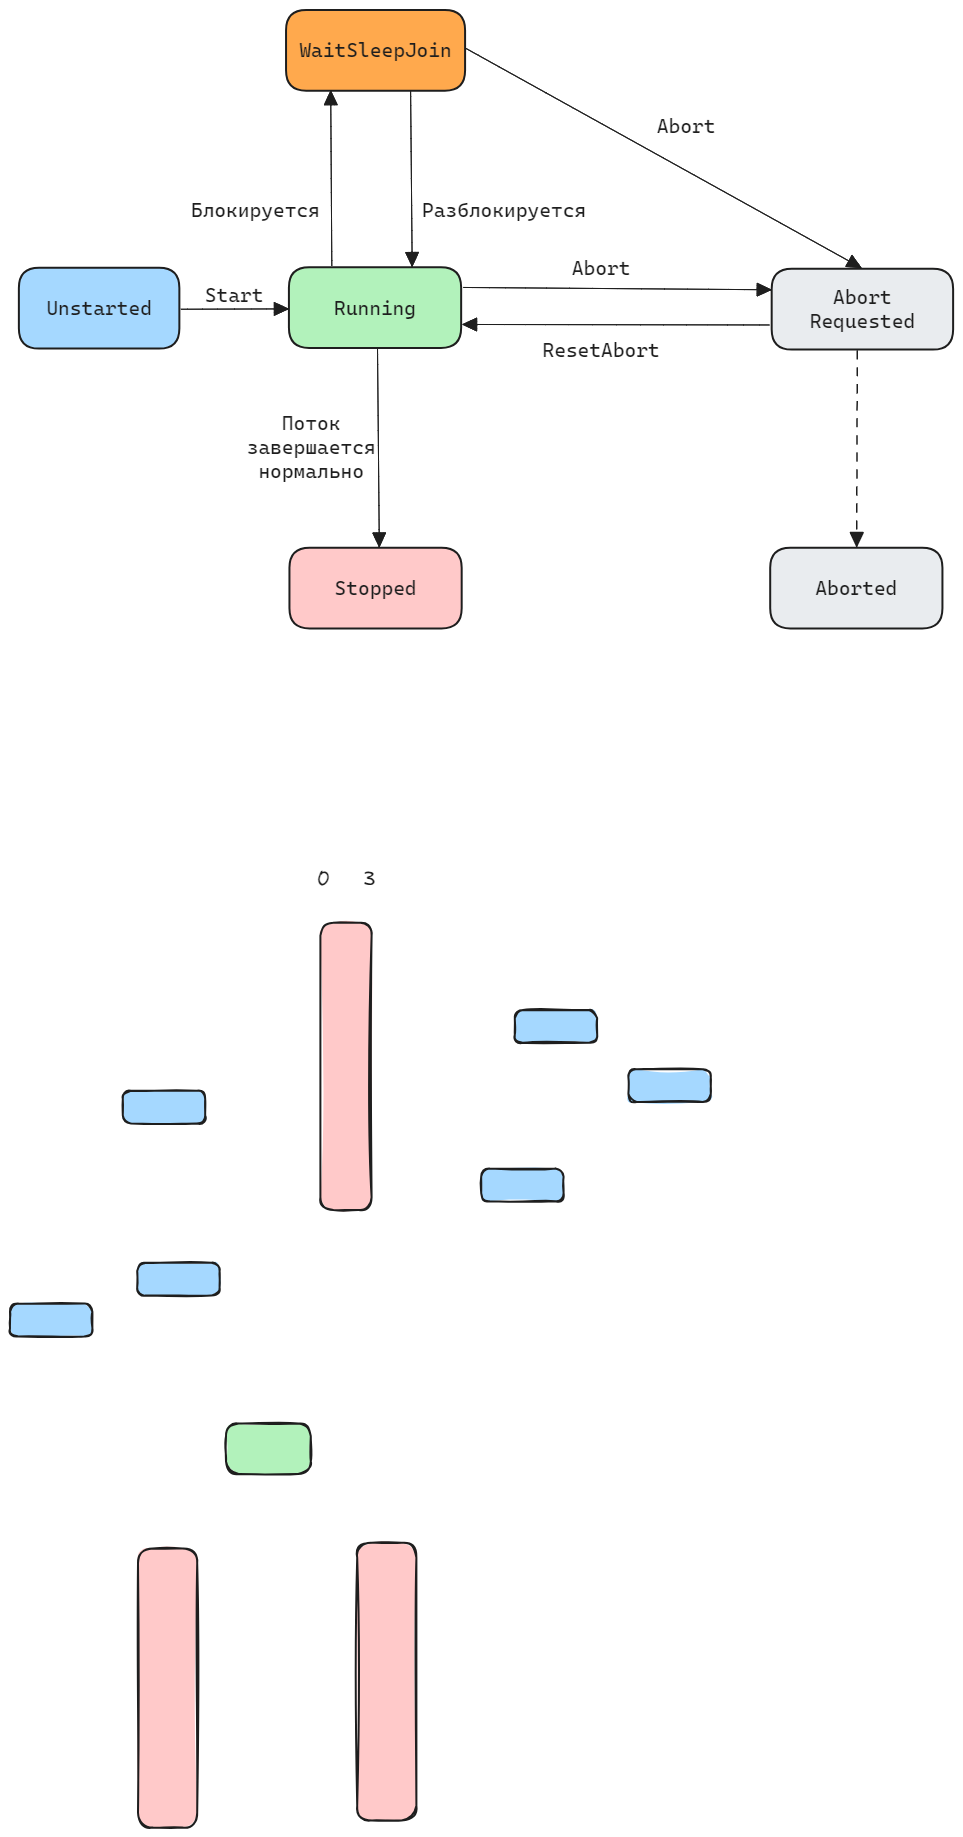 WaitSleepJoin
Abort
Блокируется
Разблокируется
Unstarted
Start
Running
Abort
ResetAbort
Abort
Requested
Поток
завершается
нормально
Stopped
Aborted
0 3